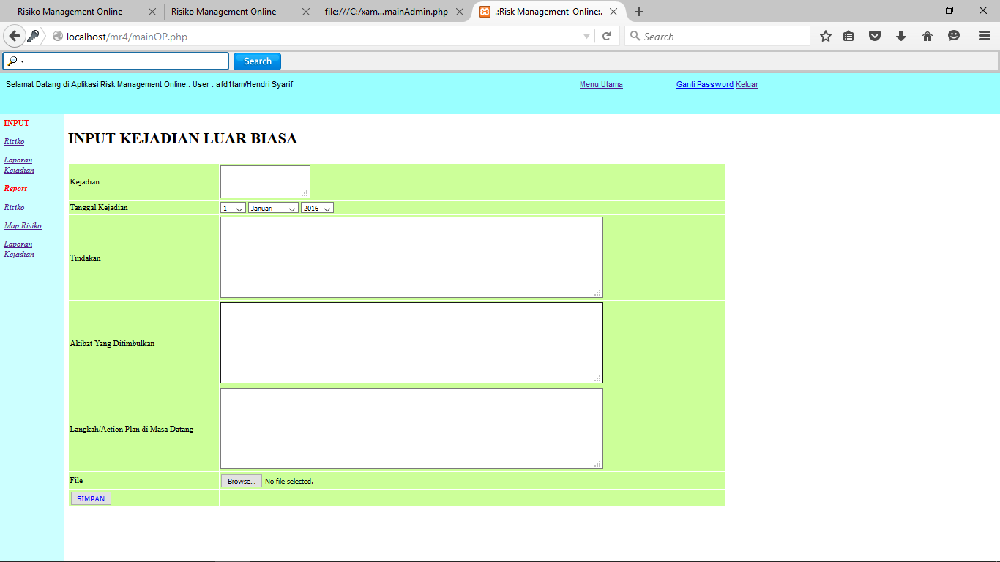 Risiko Management Online
Risiko Management Online
file:///C:/xam...mainAdmin.php
.:Risk Management-Online:.
localhost/mr4/mainOP.php
Search
Search
Selamat Datang di Aplikasi Risk Management Online:: User : afd1tam/Hendri Syarif
Menu Utama
Ganti Password Keluar
INPUT
Risiko
Laporan
Kejadian
Report
Risiko
Map Risiko
Laporan
Kejadian
INPUT KEJADIAN LUAR BIASA
Kejadian
Tanggal Kejadian
1 Januari 2016
Tindakan
Akibat Yang Ditimbulkan
Langkah/Action Plan di Masa Datang
File
Browse... No file selected.
SIMPAN